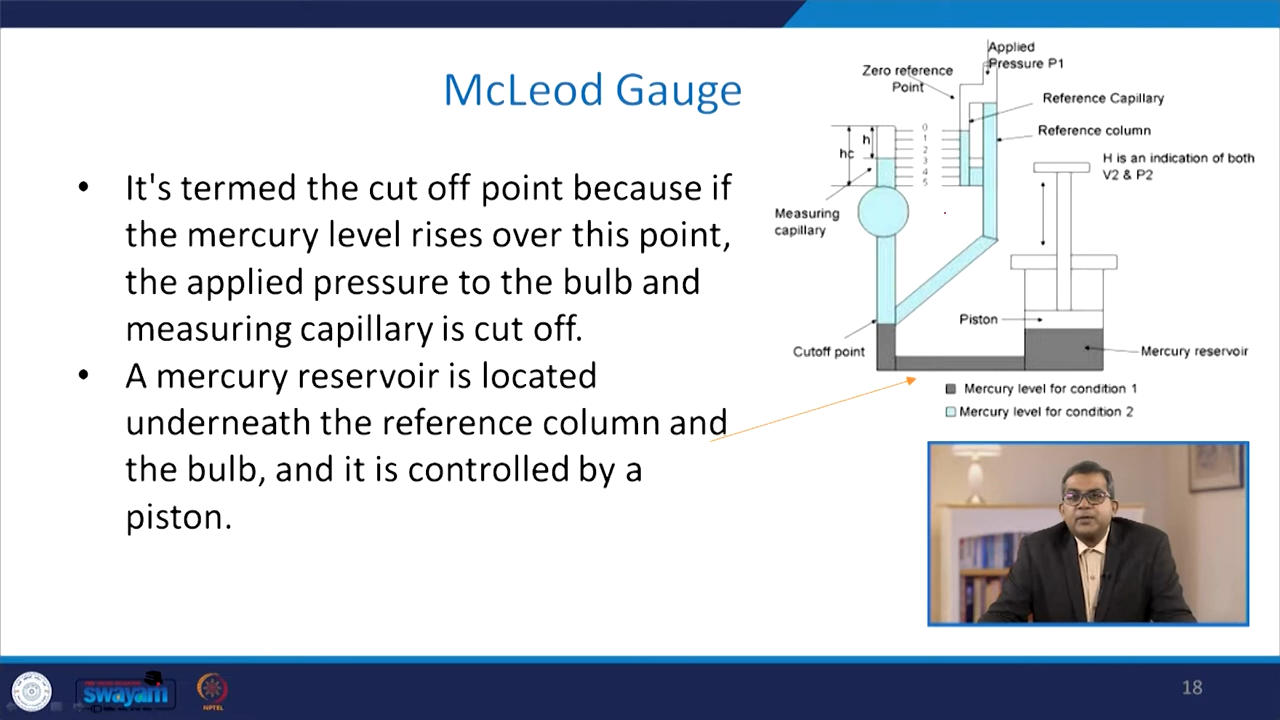 McLeod Gauge
• It's termed the cut off point because if
the mercury level rises over this point,
the applied pressure to the bulb and
measuring capillary is cut off.
• A mercury reservoir is located
underneath the reference column and
the bulb, and it is controlled by a
piston.
Applied
Pressure P1
Zero reference
Point
Reference Capillary
Reference column
H is an indication of both
V2 & P2
h
hc
0
1
2
3
4
5
Measuring
capillary
Piston
Cutoff point
Mercury reservoir
Mercury level for condition 1
Mercury level for condition 2
swayam
NPTEL
18